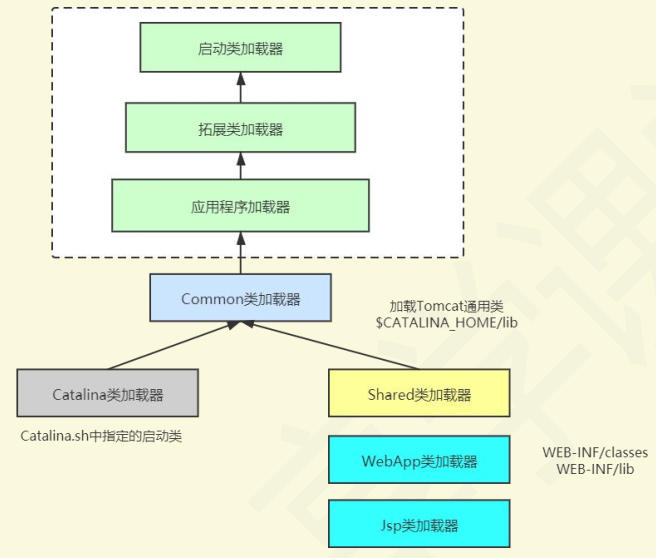 启动类加载器
拓展类加载器
应用程序加载器
Common类加载器
加载Tomcat通用类
$CATALINA_HOME/lib
Catalina类加载器
Shared类加载器
Catalina.sh中指定的启动类
WebApp类加载器
WEB-INF/classes
WEB-INF/lib
Jsp类加载器